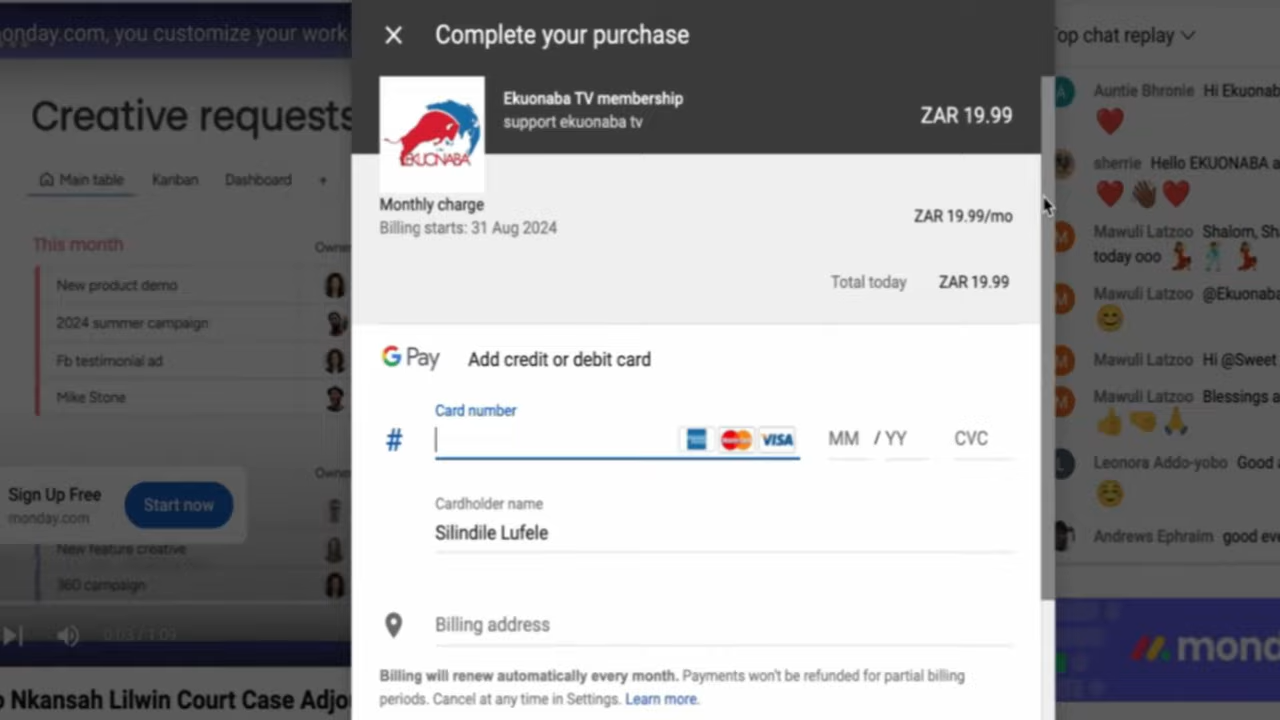 onday.com, you customize your work
Creative requests
Main table Kanban Dashboard +
This month
Owner
New product demo
2024 summer campaign
Fb testimonial ad
Mike Stone
Owner
Sign Up Free
monday.com
Start now
New feature creative
360 campaign
0:03 / 1:09
o Nkansah Lilwin Court Case Adjo
Complete your purchase
EKUONABA
Ekuonaba TV membership
support ekuonaba tv
ZAR 19.99
Monthly charge
Billing starts: 31 Aug 2024
ZAR 19.99/mo
Total today ZAR 19.99
G Pay Add credit or debit card
Card number
# VISA MM / YY CVC
Cardholder name
Silindile Lufele
Billing address
Billing will renew automatically every month. Payments won't be refunded for partial billing
periods. Cancel at any time in Settings. Learn more.
op chat replay
A
Auntie Bhronie Hi Ekuonab
sherrie Hello EKUONABA a
M
Mawuli Latzoo Shalom, Sh
today ooo
M
Mawuli Latzoo @Ekuonaba
M
Mawuli Latzoo Hi @Sweet
M
Mawuli Latzoo Blessings a
L
Leonora Addo-yobo Good a
Andrews Ephraim good eve
mond